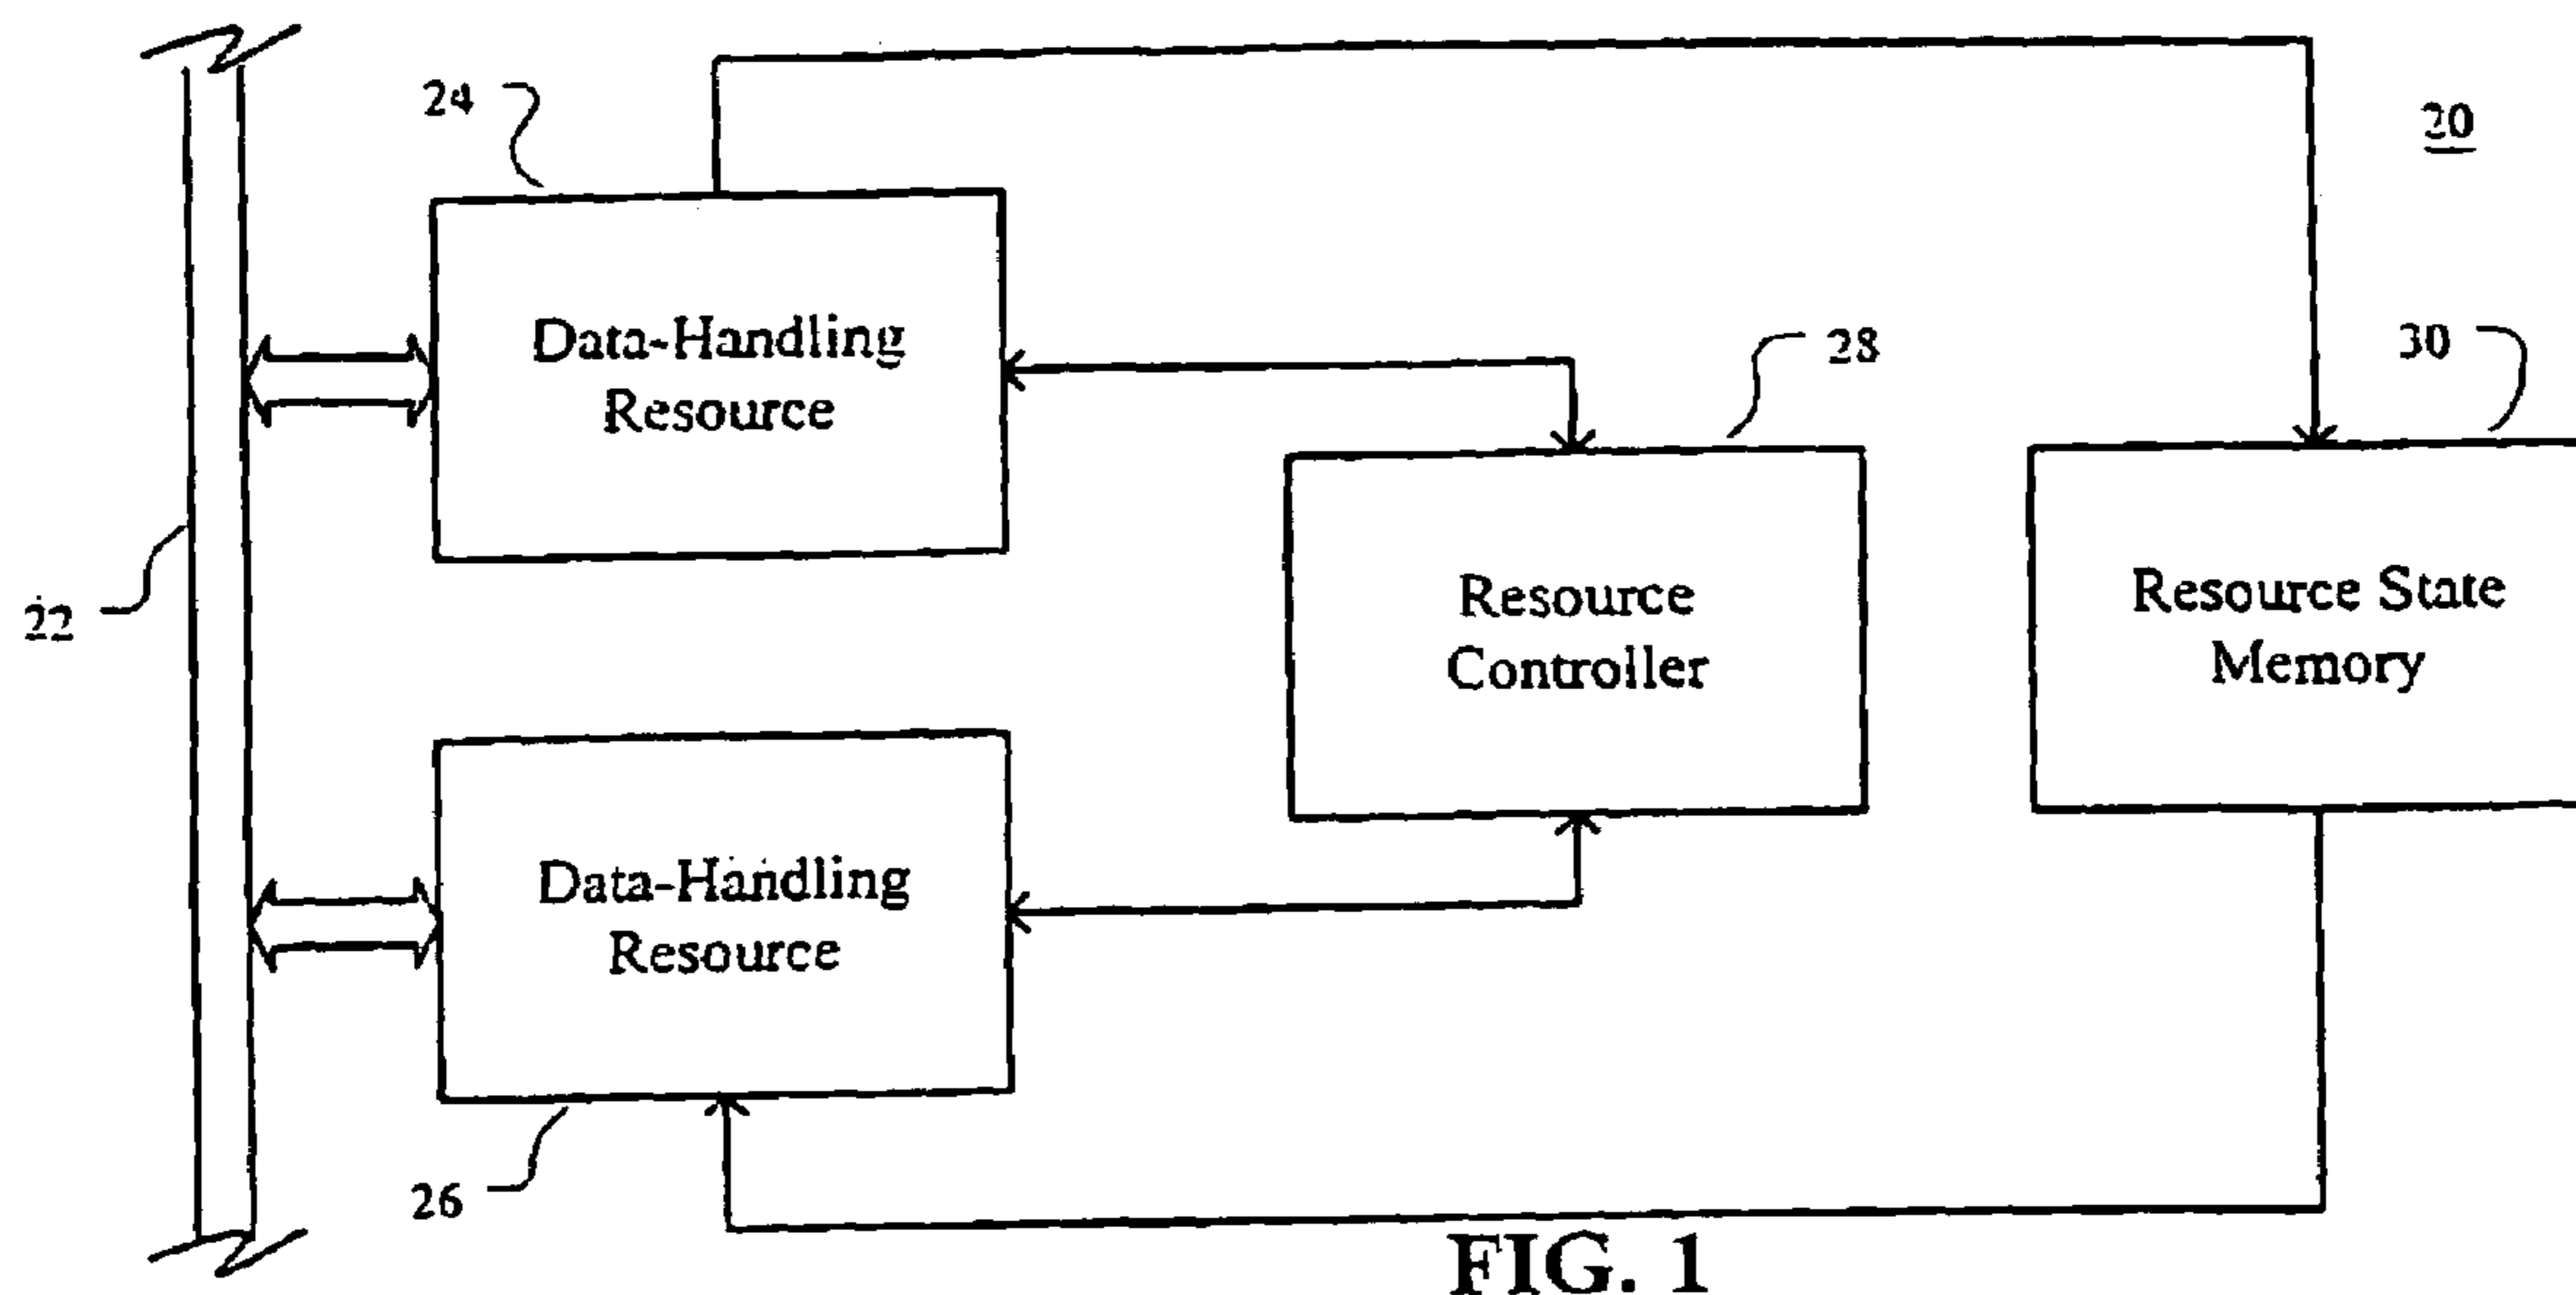 24
20
Data-Handling
Resource
28
30
Resource
Controller
Resource State
Memory
22
Data-Handling
Resource
26
FIG. 1